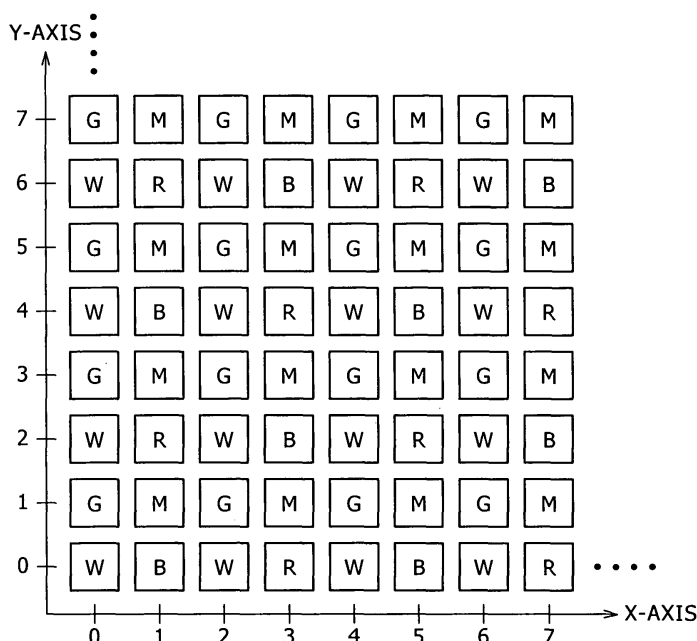 Y-AXIS
7 G M G M G M G M
6 W R W B W R W B
5 G M G M G M G M
4 W B W R W B W R
3 G M G M G M G M
2 W R W B W R W B
1 G M G M G M G M
0 W B W R W B W R
X-AXIS
0 1 2 3 4 5 6 7